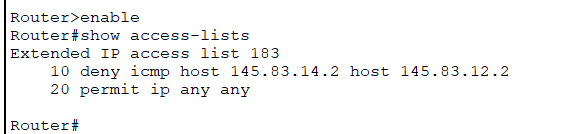 Router>enable
Router#show access-lists
Extended IP access list 183
    10 deny icmp host 145.83.14.2 host 145.83.12.2
    20 permit ip any any
Router#